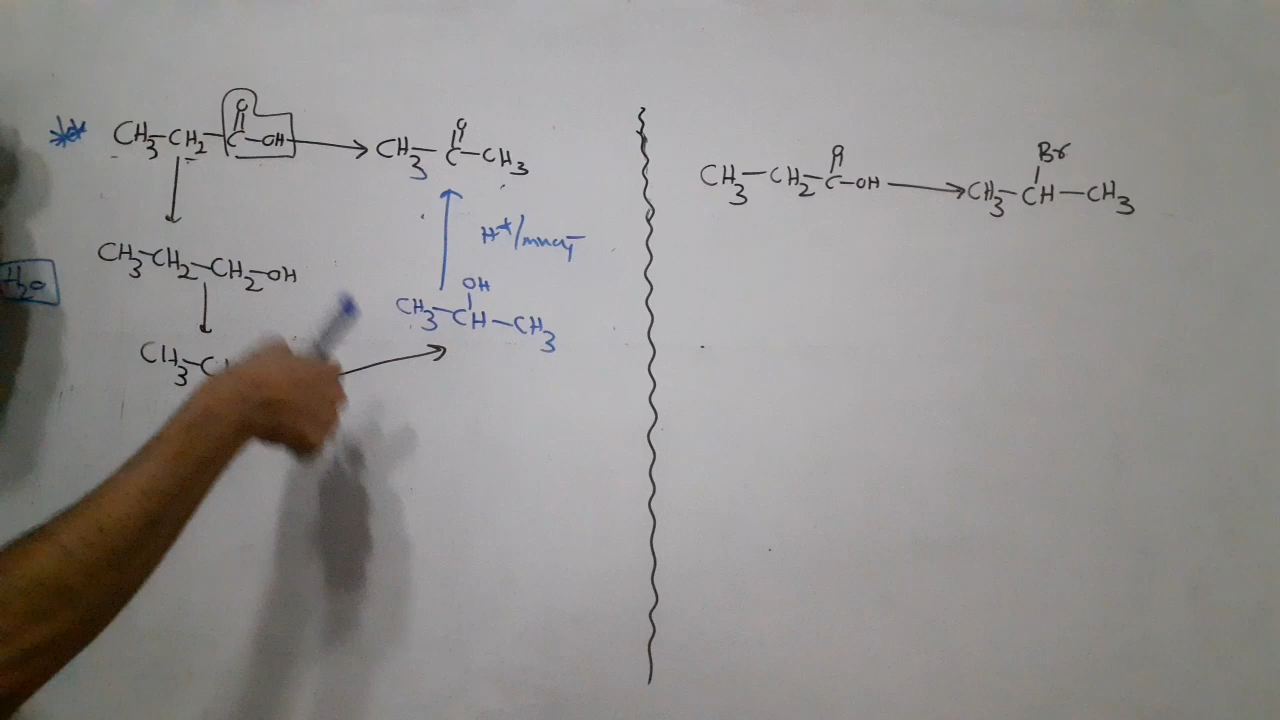 CH3-CH2-C-OH
O
CH3-C-CH3
O
CH3-CH2-CH2-OH
H2O
H+/mno4-
OH
CH3-CH-CH3
CH3-C
CH3-CH2-C-OH
O
Br
CH3-CH-CH3